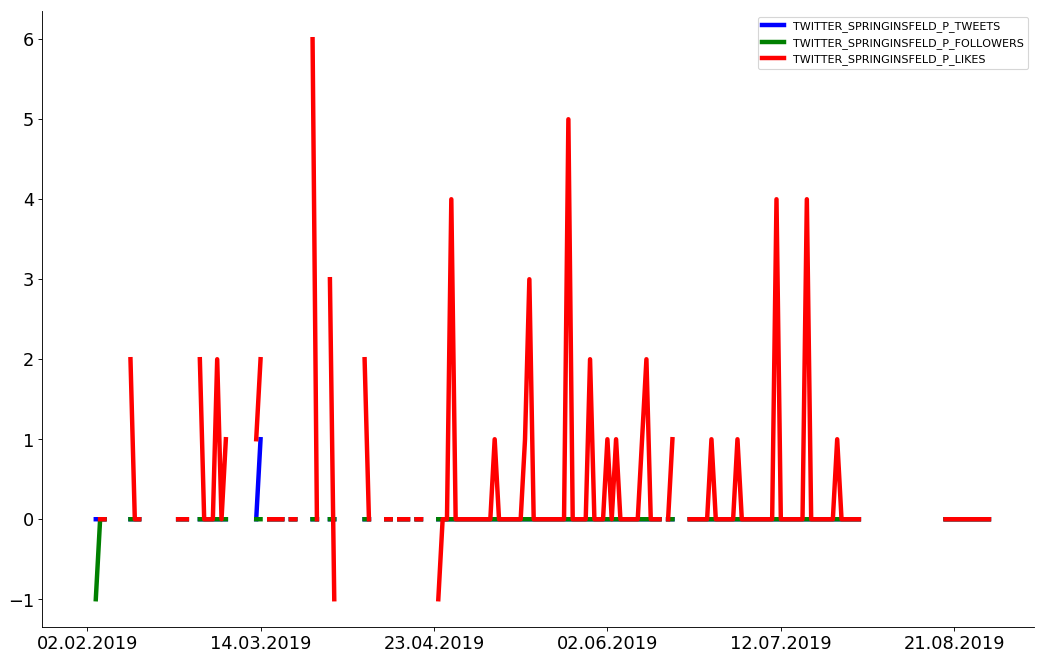 TWITTER_SPRINGINSFELD_P_TWEETS
TWITTER_SPRINGINSFELD_P_FOLLOWERS
TWITTER_SPRINGINSFELD_P_LIKES
6
5
4
3
2
1
0
−1
02.02.2019 14.03.2019 23.04.2019 02.06.2019 12.07.2019 21.08.2019